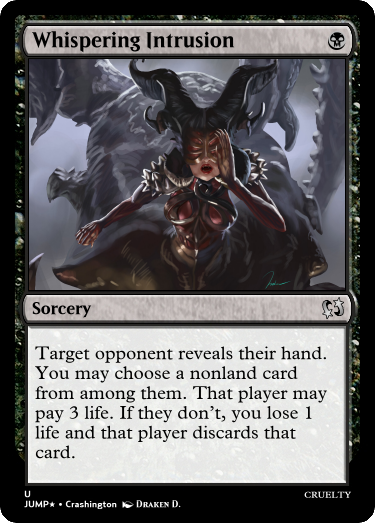 Whispering Intrusion
Sorcery
Target opponent reveals their hand.
You may choose a nonland card
from among them. That player may
pay 3 life. If they don't, you lose 1
life and that player discards that
card.
U
JUMP★ • Crashington Draken D.
CRUELTY